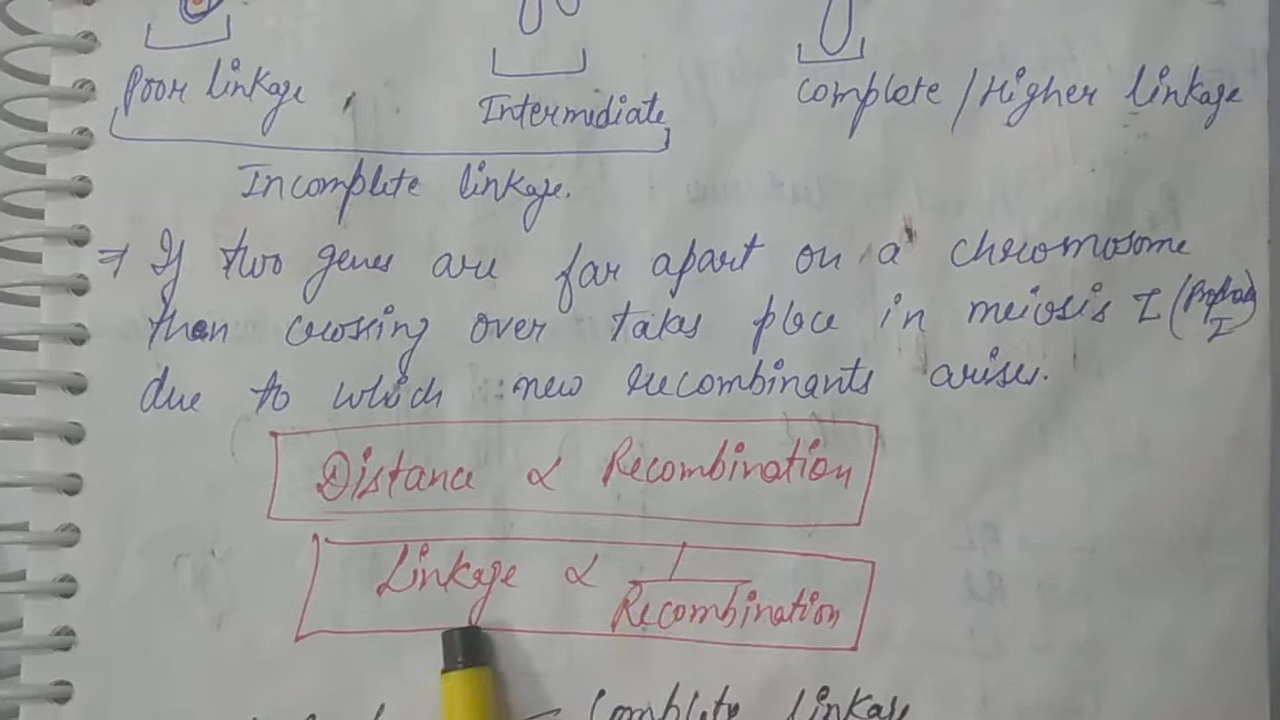 Poor linkage, Intermediate complete / Higher linkage
Incomplete linkage.
⇒ If two genes are far apart on a chromosome
then crossing over takes place in meiosis I (Prophase I)
due to which new recombinants arise.
Distance ∝ Recombination
Linkage ∝ 1 / Recombination
– Complete linkage